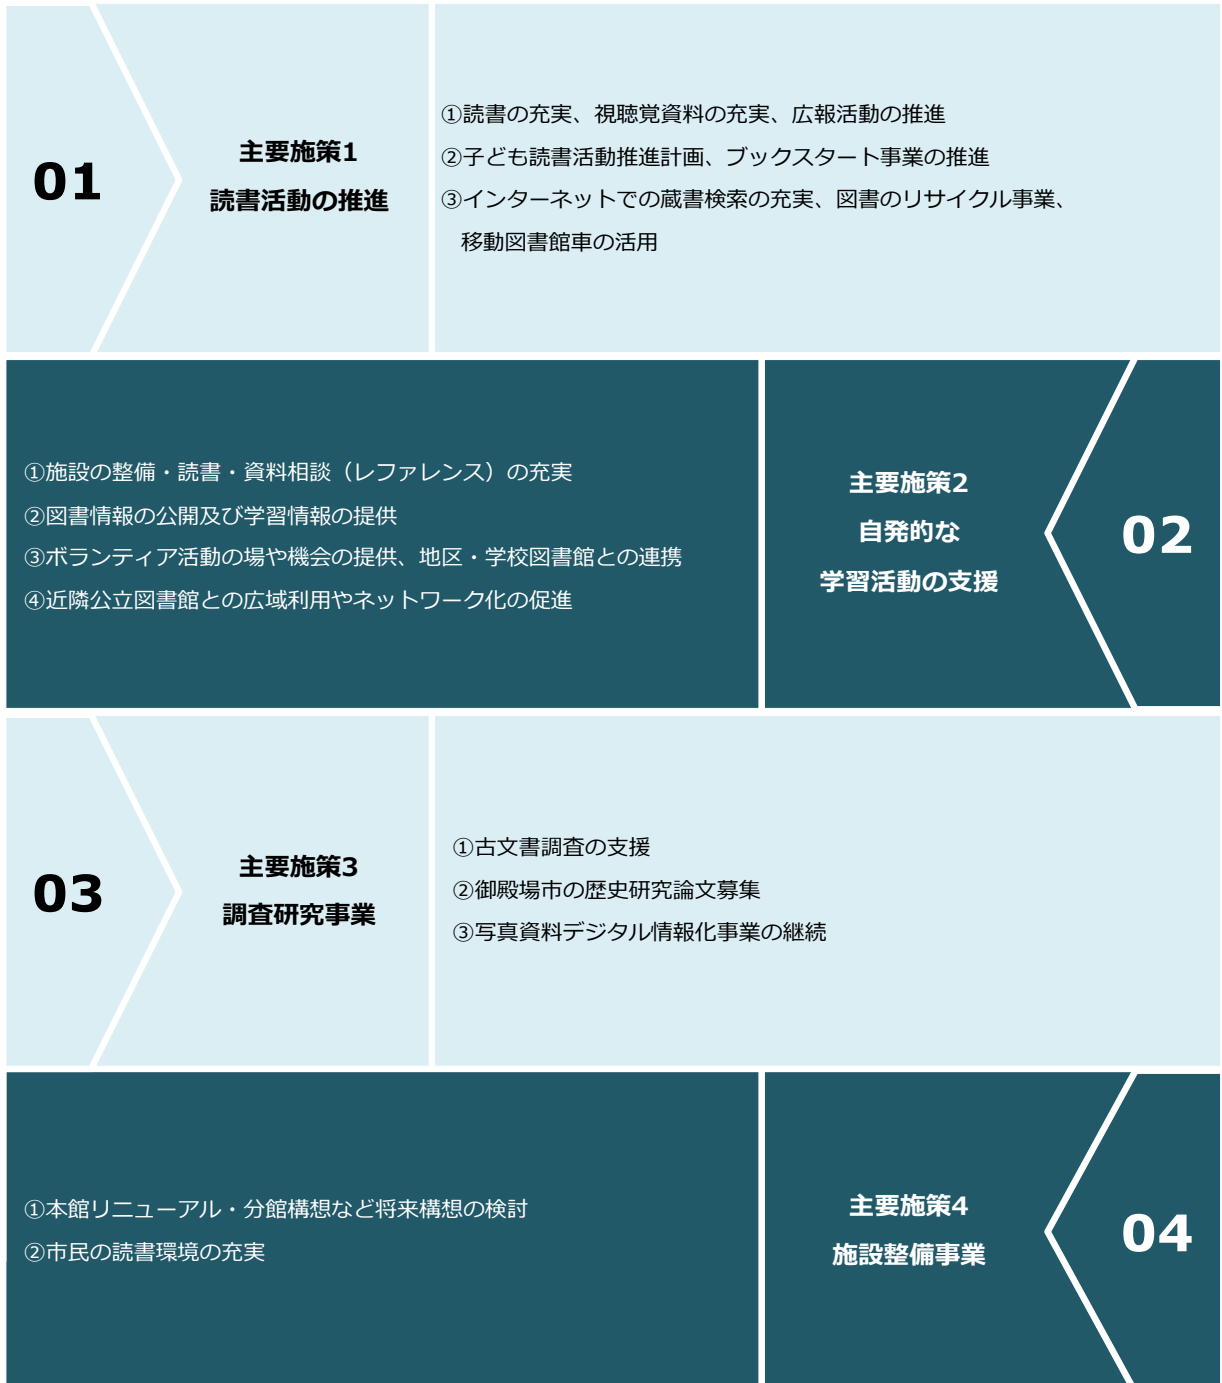 01
主要施策1
読書活動の推進
①読書の充実、視聴覚資料の充実、広報活動の推進
②子ども読書活動推進計画、ブックスタート事業の推進
③インターネットでの蔵書検索の充実、図書のリサイクル事業、
移動図書館車の活用
①施設の整備・読書・資料相談（レファレンス）の充実
②図書情報の公開及び学習情報の提供
③ボランティア活動の場や機会の提供、地区・学校図書館との連携
④近隣公立図書館との広域利用やネットワーク化の促進
主要施策2
自発的な
学習活動の支援
02
03
主要施策3
調査研究事業
①古文書調査の支援
②御殿場市の歴史研究論文募集
③写真資料デジタル情報化事業の継続
①本館リニューアル・分館構想など将来構想の検討
②市民の読書環境の充実
主要施策4
施設整備事業
04